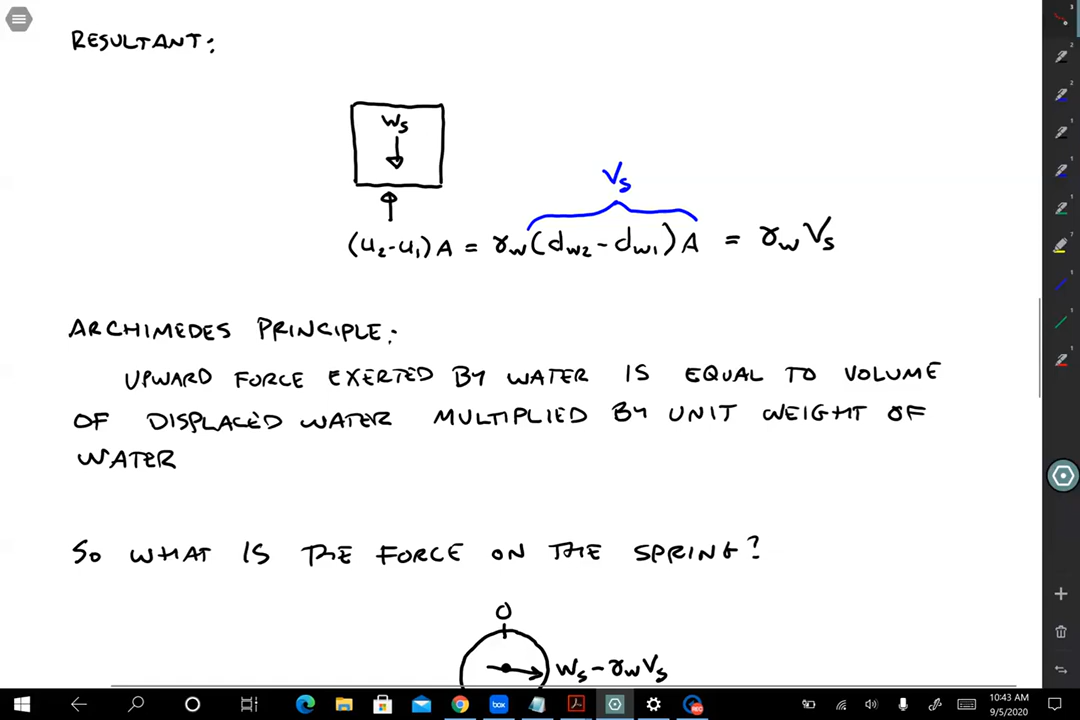 RESULTANT:
Ws
Vs
(u2-u1)A = γw(dw2-dw1)A = γwVs
ARCHIMEDES PRINCIPLE:
UPWARD FORCE EXERTED BY WATER IS EQUAL TO VOLUME
OF DISPLACED WATER MULTIPLIED BY UNIT WEIGHT OF
WATER
SO WHAT IS THE FORCE ON THE SPRING?
0
Ws-γwVs
box
REC
10:43 AM
9/5/2020